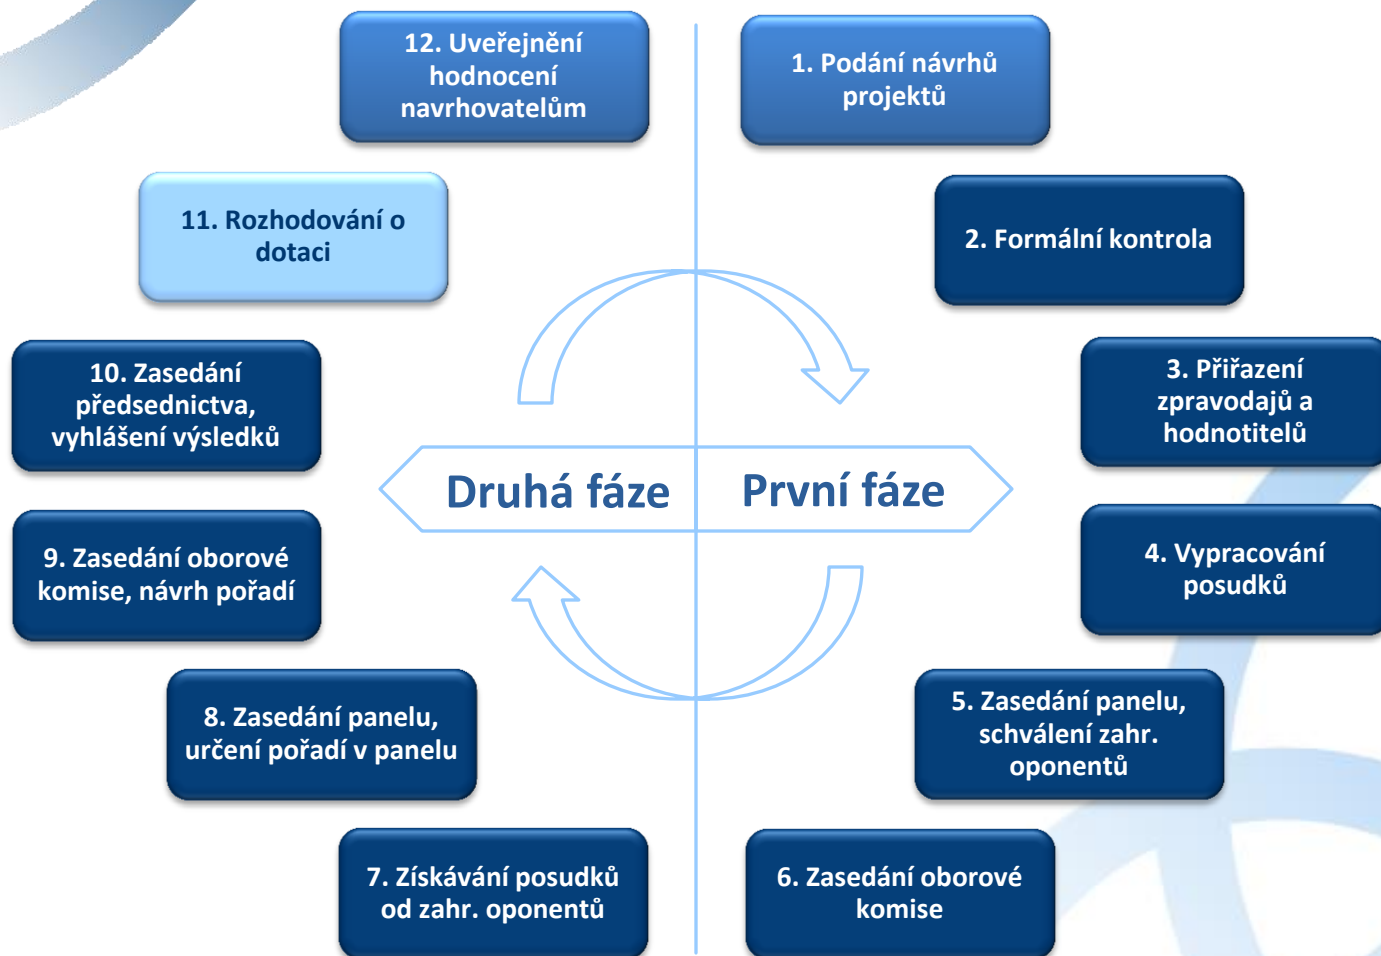 12. Uveřejnění
hodnocení
navrhovatelům
1. Podání návrhů
projektů
11. Rozhodování o
dotaci
2. Formální kontrola
10. Zasedání
předsednictva,
vyhlášení výsledků
3. Přiřazení
zpravodajů a
hodnotitelů
Druhá fáze
První fáze
9. Zasedání oborové
komise, návrh pořadí
4. Vypracování
posudků
8. Zasedání panelu,
určení pořadí v panelu
5. Zasedání panelu,
schválení zahr.
oponentů
7. Získávání posudků
od zahr. oponentů
6. Zasedání oborové
komise